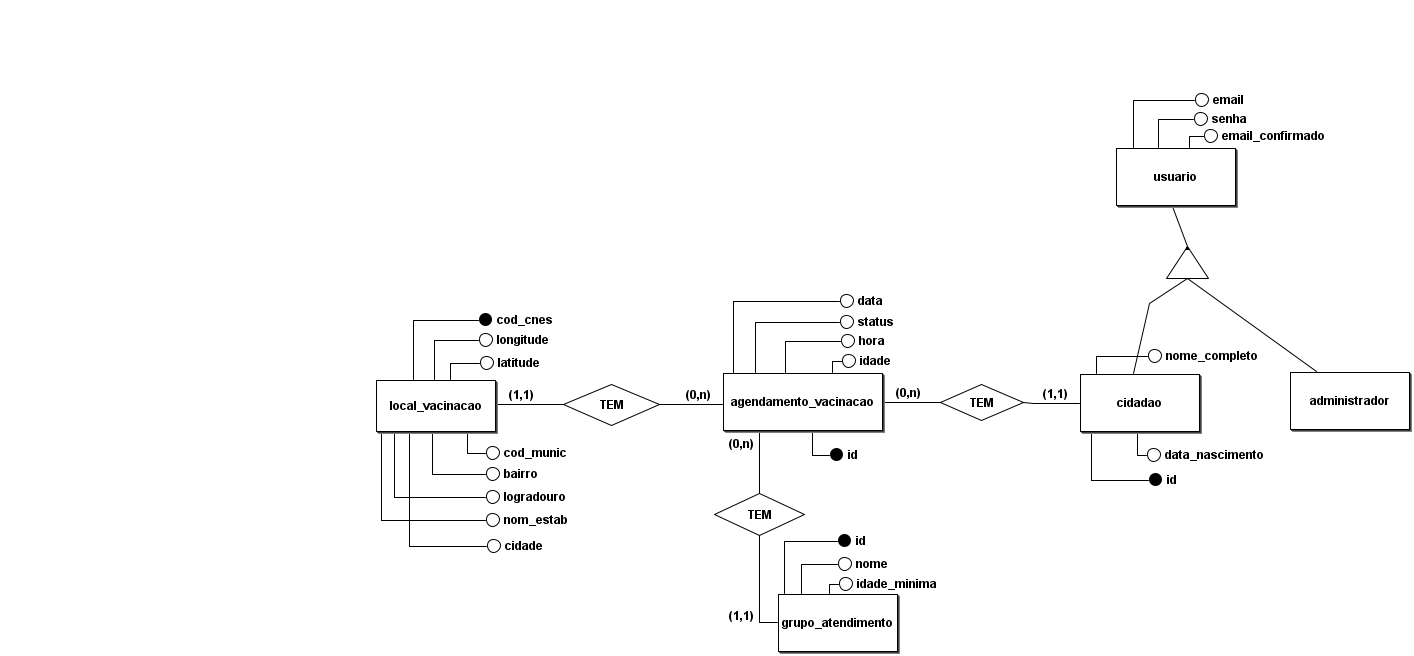 email
senha
email_confirmado
usuario
data
status
hora
idade
cod_cnes
longitude
latitude
nome_completo
local_vacinacao
(1,1)
TEM
(0,n)
agendamento_vacinacao
(0,n)
TEM
(1,1)
cidadao
administrador
(0,n)
id
cod_munic
bairro
logradouro
nom_estab
cidade
data_nascimento
id
TEM
id
nome
idade_minima
(1,1)
grupo_atendimento